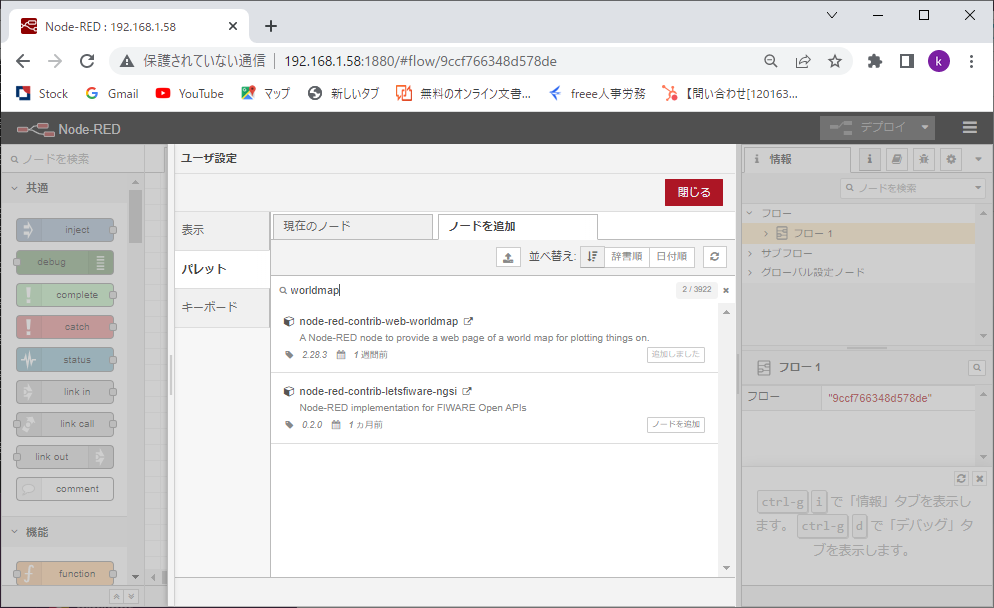 Node-RED : 192.168.1.58
保護されていない通信 | 192.168.1.58:1880/#flow/9ccf766348d578de
k
Stock Gmail YouTube マップ 新しいタブ 無料のオンライン文書... freee人事労務 【問い合わせ[120163...
Node-RED デプロイ
ノードを検索
共通
inject
debug
complete
catch
status
link in
link call
link out
comment
機能
function
ユーザ設定
閉じる
表示
パレット
キーボード
現在のノード ノードを追加
並べ替え: 辞書順 日付順
worldmap 2 / 3922
node-red-contrib-web-worldmap
A Node-RED node to provide a web page of a world map for plotting things on.
2.28.3 1 週間前 追加しました
node-red-contrib-letsfiware-ngsi
Node-RED implementation for FIWARE Open APIs
0.2.0 1 ヵ月前 ノードを追加
i 情報 i
ノードを検索
フロー
フロー 1
サブフロー
グローバル設定ノード
フロー 1
フロー "9ccf766348d578de"
ctrl-g i で「情報」タブを表示し
ます。 ctrl-g d で「デバッグ」タ
ブを表示します。